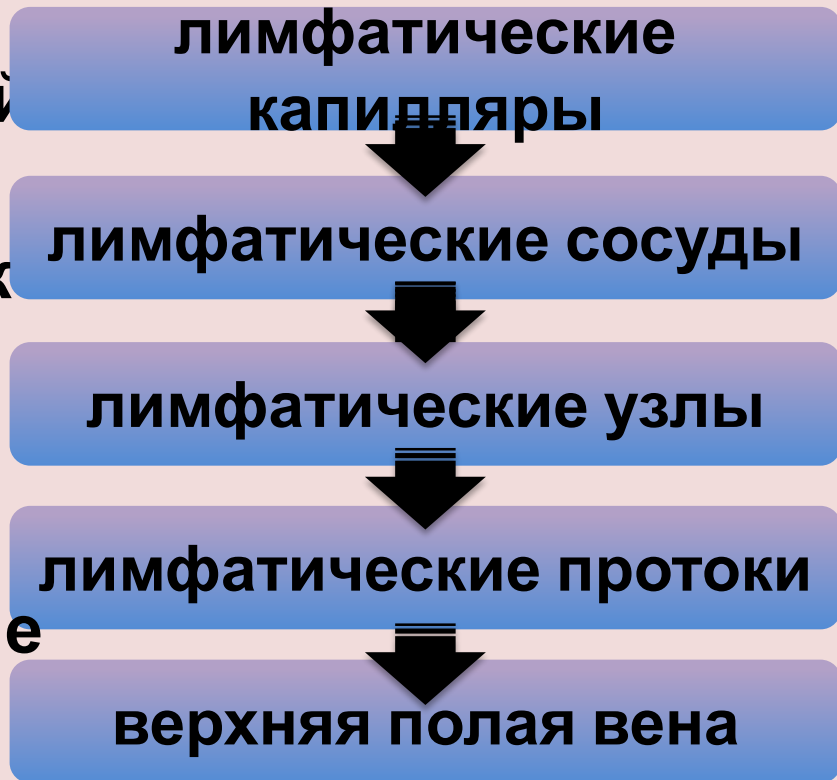 лимфатические
капилляры
й
лимфатические сосуды
к
лимфатические узлы
лимфатические протоки
е
верхняя полая вена